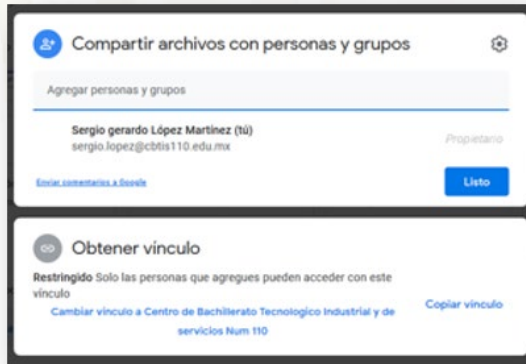 Compartir archivos con personas y grupos
Agregar personas y grupos
Sergio gerardo López Martínez (tú)
sergio.lopez@cbtis110.edu.mx
Propietario
Enviar comentarios a Google
Listo
Obtener vínculo
Restringido Solo las personas que agregues pueden acceder con este
vínculo
Copiar vínculo
Cambiar vínculo a Centro de Bachillerato Tecnologico Industrial y de
servicios Num 110